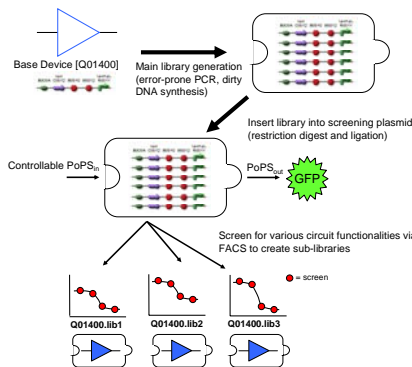 Base Device [Q01400]
Main library generation
(error-prone PCR, dirty
DNA synthesis)
Insert library into screening plasmid
(restriction digest and ligation)
Controllable PoPSin
PoPSout
GFP
Screen for various circuit functionalities via
FACS to create sub-libraries
= screen
Q01400.lib1
Q01400.lib2
Q01400.lib3